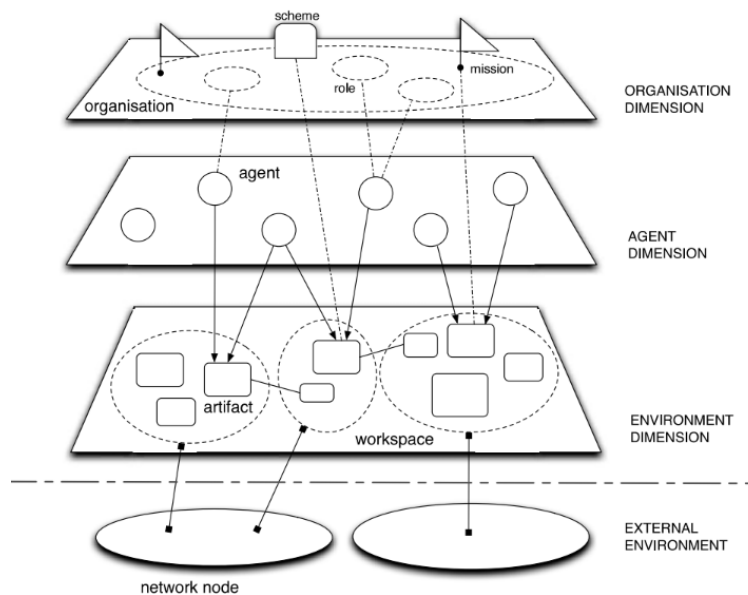 scheme
mission
role
organisation
ORGANISATION
DIMENSION
agent
AGENT
DIMENSION
artifact
workspace
ENVIRONMENT
DIMENSION
EXTERNAL
ENVIRONMENT
network node